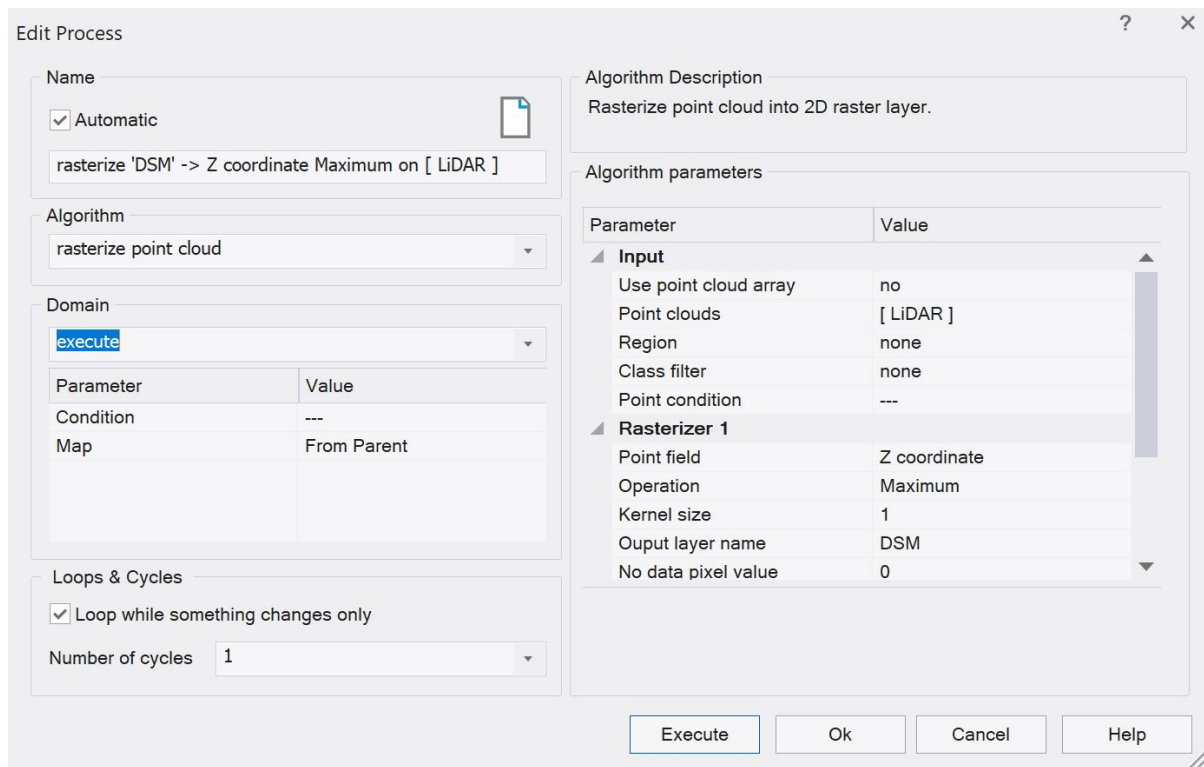 Edit Process
? ×
Name
Automatic
rasterize 'DSM' -> Z coordinate Maximum on [ LiDAR ]
Algorithm
rasterize point cloud
Domain
execute
Parameter Value
Condition ---
Map From Parent
Loops & Cycles
Loop while something changes only
Number of cycles 1
Algorithm Description
Rasterize point cloud into 2D raster layer.
Algorithm parameters
Parameter Value
Input
Use point cloud array no
Point clouds [ LiDAR ]
Region none
Class filter none
Point condition ---
Rasterizer 1
Point field Z coordinate
Operation Maximum
Kernel size 1
Ouput layer name DSM
No data pixel value 0
Execute Ok Cancel Help